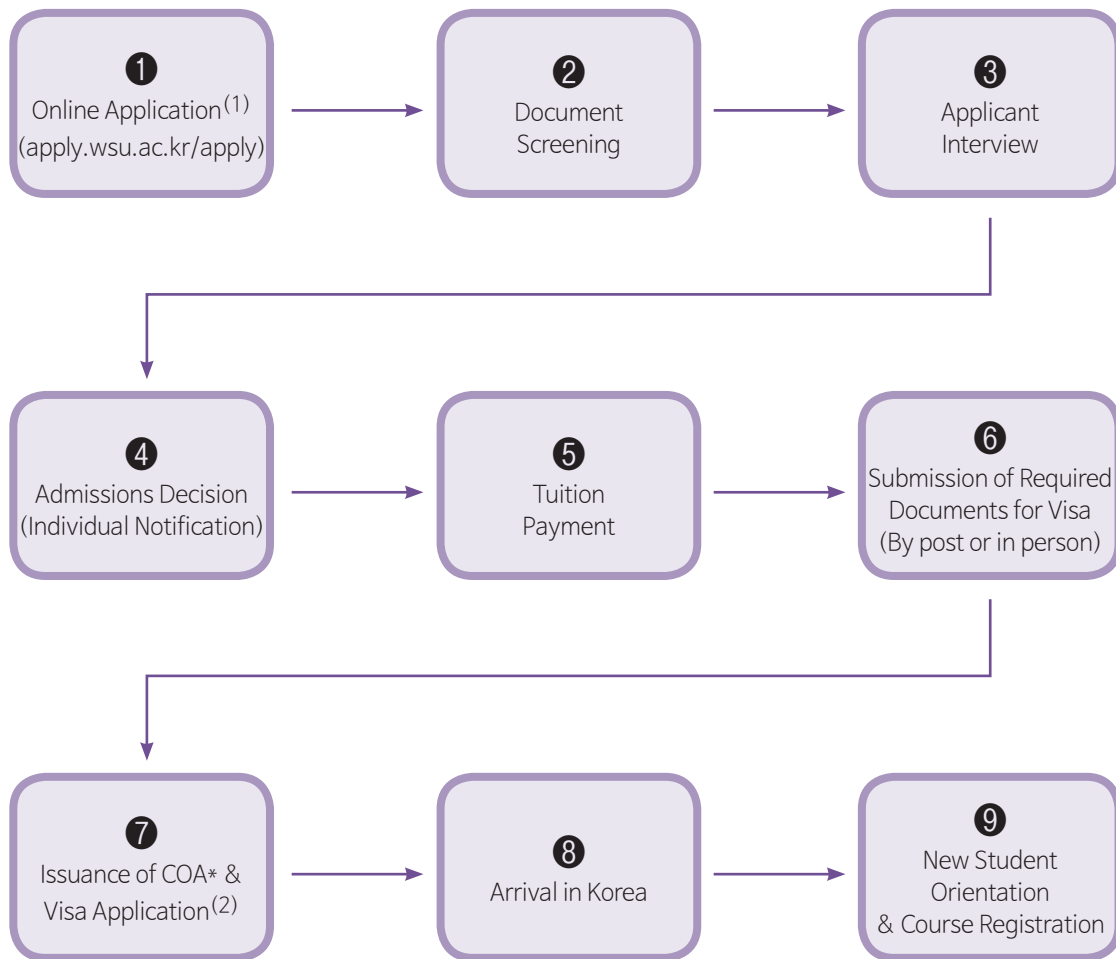 ❶
Online Application(1)
(apply.wsu.ac.kr/apply)
❷
Document
Screening
❸
Applicant
Interview
❹
Admissions Decision
(Individual Notification)
❺
Tuition
Payment
❻
Submission of Required
Documents for Visa
(By post or in person)
❼
Issuance of COA* &
Visa Application(2)
❽
Arrival in Korea
❾
New Student
Orientation
& Course Registration